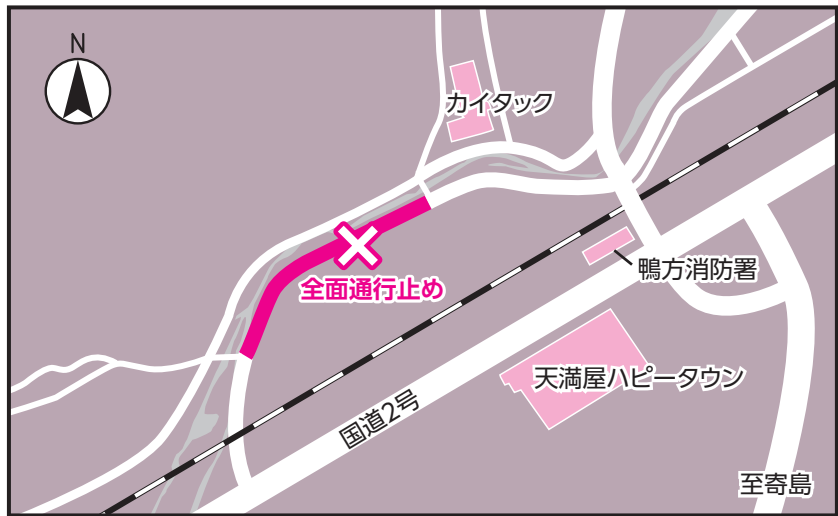 N
カイタック
全面通行止め
鴨方消防署
天満屋ハピータウン
国道2号
至寄島